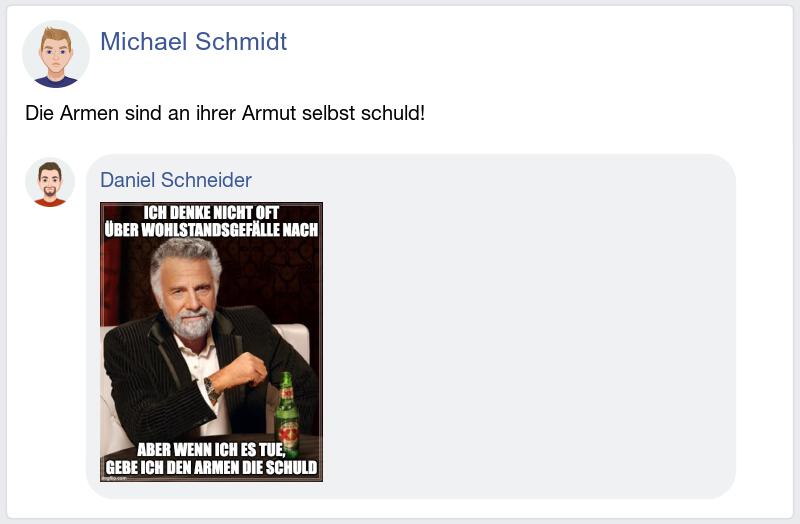 Michael Schmidt
Die Armen sind an ihrer Armut selbst schuld!
Daniel Schneider
ICH DENKE NICHT OFT
ÜBER WOHLSTANDSGEFÄLLE NACH
ABER WENN ICH ES TUE,
GEBE ICH DEN ARMEN DIE SCHULD
imgflip.com